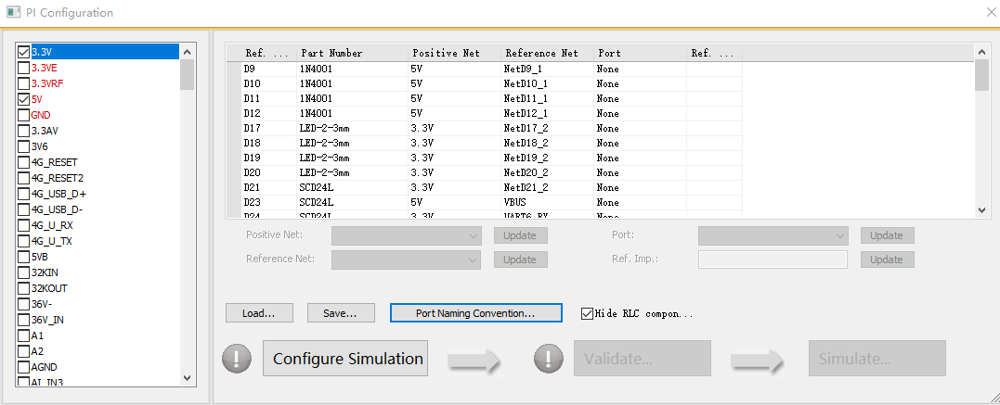 PI Configuration
3.3V
3.3VE
3.3VRF
5V
GND
3.3AV
3V6
4G_RESET
4G_RESET2
4G_USB_D+
4G_USB_D-
4G_U_RX
4G_U_TX
5VB
32KIN
32KOUT
36V-
36V_IN
A1
A2
AGND
AI_IN3
Ref. ... Part Number Positive Net Reference Net Port Ref. ...
D9 1N4001 5V NetD9_1 None
D10 1N4001 5V NetD10_1 None
D11 1N4001 5V NetD11_1 None
D12 1N4001 5V NetD12_1 None
D17 LED-2-3mm 3.3V NetD17_2 None
D18 LED-2-3mm 3.3V NetD18_2 None
D19 LED-2-3mm 3.3V NetD19_2 None
D20 LED-2-3mm 3.3V NetD20_2 None
D21 SCD24L 3.3V NetD21_2 None
D23 SCD24L 5V VBUS None
D24 SCD24L 3.3V UART6_RX None
Positive Net: Update Port: Update
Reference Net: Update Ref. Imp.: Update
Load... Save... Port Naming Convention... Hide RLC compon...
! Configure Simulation ! Validate... Simulate...